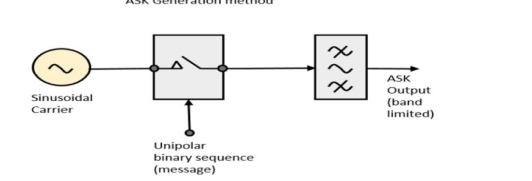 ASK Generation method
Sinusoidal
Carrier
Unipolar
binary sequence
(message)
ASK
Output
(band
limited)